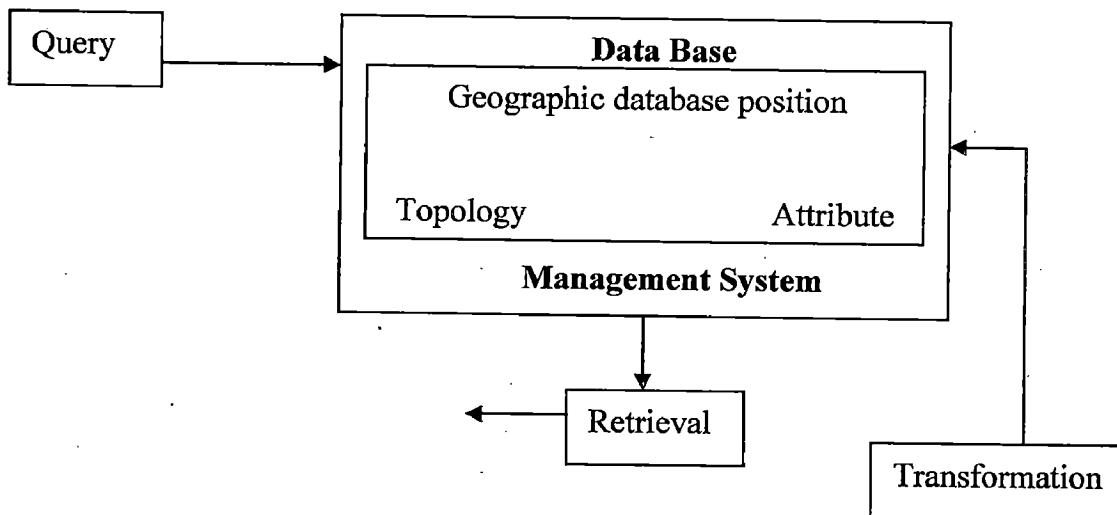 Query
Data Base
Geographic database position
Topology Attribute
Management System
Retrieval
Transformation